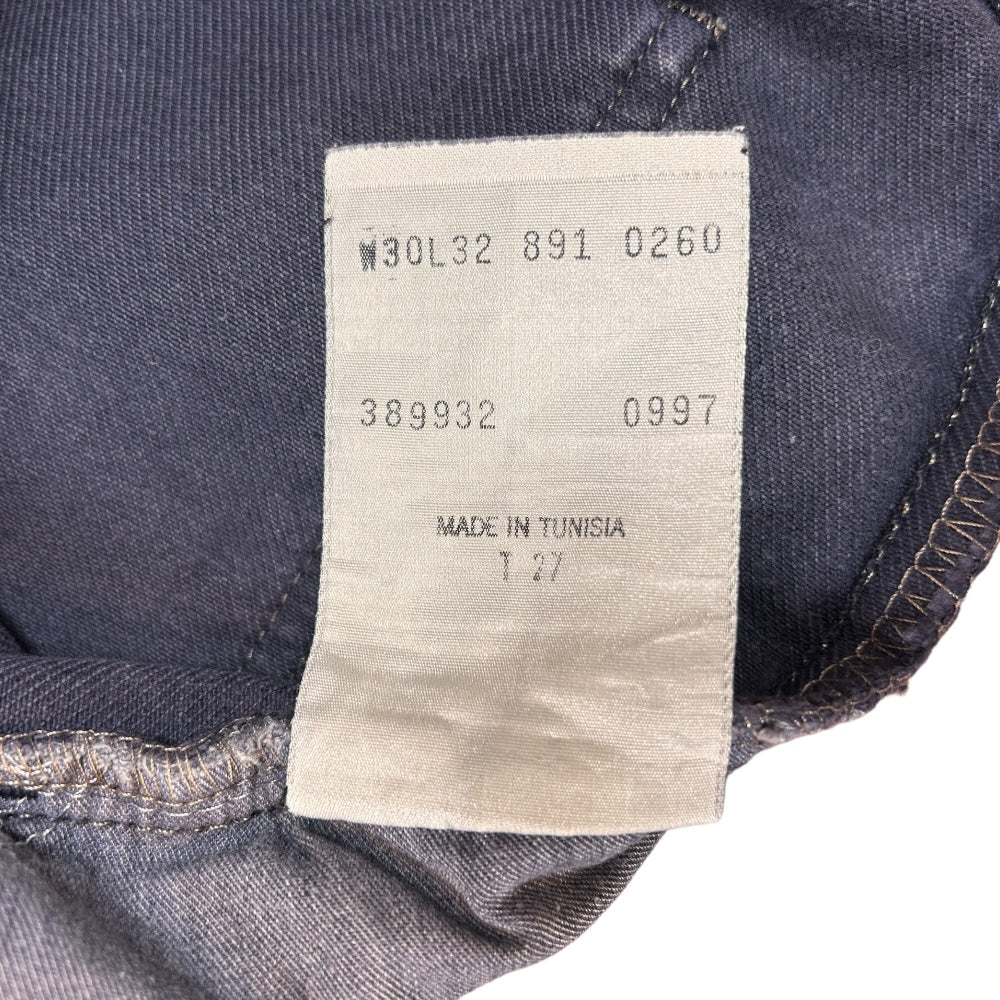 W30L32 891 0260
389932 0997
MADE IN TUNISIA
T 27